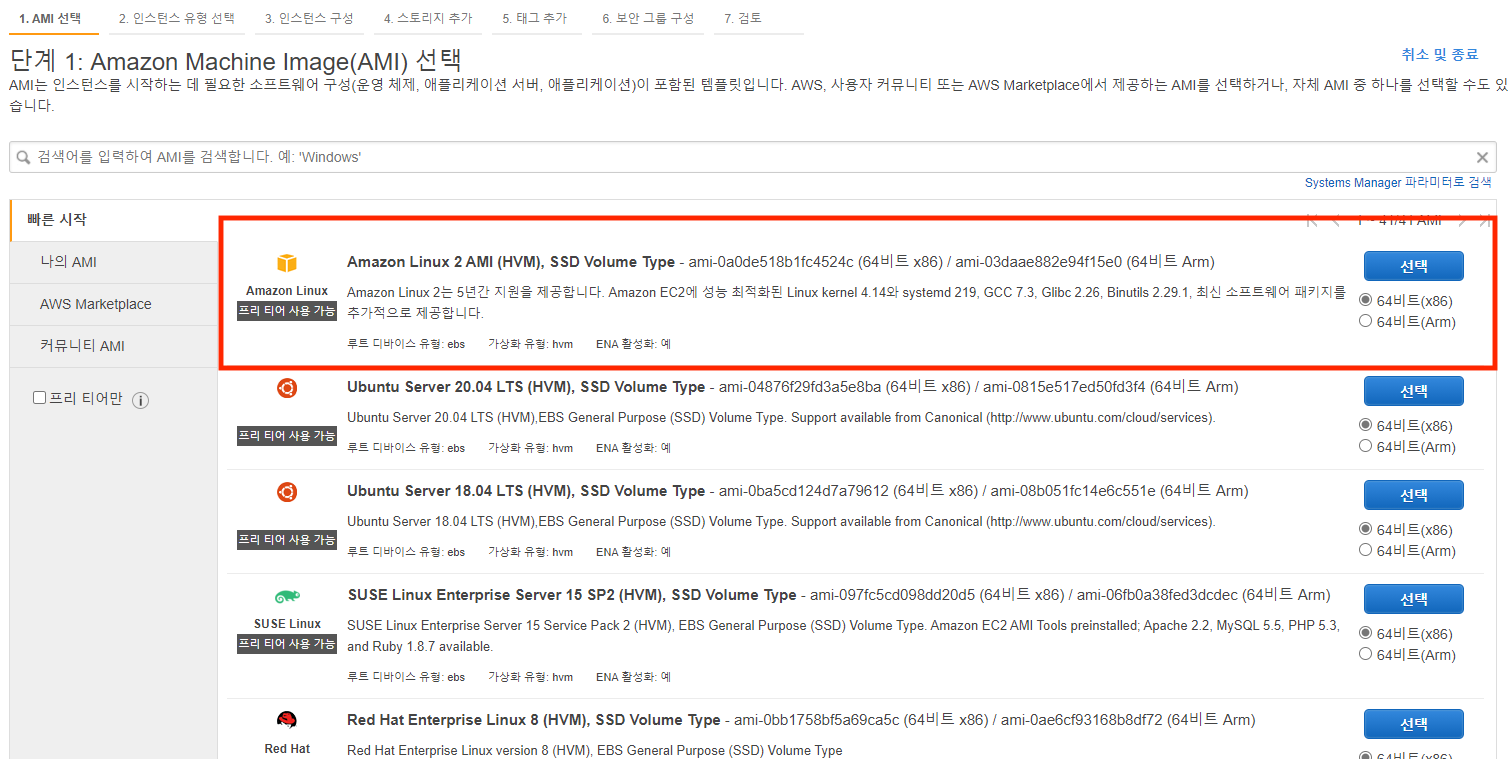 1. AMI 선택 2. 인스턴스 유형 선택 3. 인스턴스 구성 4. 스토리지 추가 5. 태그 추가 6. 보안 그룹 구성 7. 검토
단계 1: Amazon Machine Image(AMI) 선택
취소 및 종료
AMI는 인스턴스를 시작하는 데 필요한 소프트웨어 구성(운영 체제, 애플리케이션 서버, 애플리케이션)이 포함된 템플릿입니다. AWS, 사용자 커뮤니티 또는 AWS Marketplace에서 제공하는 AMI를 선택하거나, 자체 AMI 중 하나를 선택할 수도 있
습니다.
검색어를 입력하여 AMI를 검색합니다. 예: 'Windows'
Systems Manager 파라미터로 검색
빠른 시작
나의 AMI
AWS Marketplace
커뮤니티 AMI
프리 티어만
1 - 41/41 AMI
Amazon Linux
프리 티어 사용 가능
Amazon Linux 2 AMI (HVM), SSD Volume Type - ami-0a0de518b1fc4524c (64비트 x86) / ami-03daae882e94f15e0 (64비트 Arm)
Amazon Linux 2는 5년간 지원을 제공합니다. Amazon EC2에 성능 최적화된 Linux kernel 4.14와 systemd 219, GCC 7.3, Glibc 2.26, Binutils 2.29.1, 최신 소프트웨어 패키지를
추가적으로 제공합니다.
루트 디바이스 유형: ebs 가상화 유형: hvm ENA 활성화: 예
선택
64비트(x86)
64비트(Arm)
프리 티어 사용 가능
Ubuntu Server 20.04 LTS (HVM), SSD Volume Type - ami-04876f29fd3a5e8ba (64비트 x86) / ami-0815e517ed50fd3f4 (64비트 Arm)
Ubuntu Server 20.04 LTS (HVM),EBS General Purpose (SSD) Volume Type. Support available from Canonical (http://www.ubuntu.com/cloud/services).
루트 디바이스 유형: ebs 가상화 유형: hvm ENA 활성화: 예
선택
64비트(x86)
64비트(Arm)
프리 티어 사용 가능
Ubuntu Server 18.04 LTS (HVM), SSD Volume Type - ami-0ba5cd124d7a79612 (64비트 x86) / ami-08b051fc14e6c551e (64비트 Arm)
Ubuntu Server 18.04 LTS (HVM),EBS General Purpose (SSD) Volume Type. Support available from Canonical (http://www.ubuntu.com/cloud/services).
루트 디바이스 유형: ebs 가상화 유형: hvm ENA 활성화: 예
선택
64비트(x86)
64비트(Arm)
SUSE Linux
프리 티어 사용 가능
SUSE Linux Enterprise Server 15 SP2 (HVM), SSD Volume Type - ami-097fc5cd098dd20d5 (64비트 x86) / ami-06fb0a38fed3dcdec (64비트 Arm)
SUSE Linux Enterprise Server 15 Service Pack 2 (HVM), EBS General Purpose (SSD) Volume Type. Amazon EC2 AMI Tools preinstalled; Apache 2.2, MySQL 5.5, PHP 5.3,
and Ruby 1.8.7 available.
루트 디바이스 유형: ebs 가상화 유형: hvm ENA 활성화: 예
선택
64비트(x86)
64비트(Arm)
Red Hat
Red Hat Enterprise Linux 8 (HVM), SSD Volume Type - ami-0bb1758bf5a69ca5c (64비트 x86) / ami-0ae6cf93168b8df72 (64비트 Arm)
Red Hat Enterprise Linux version 8 (HVM), EBS General Purpose (SSD) Volume Type
선택
64비트(x86)